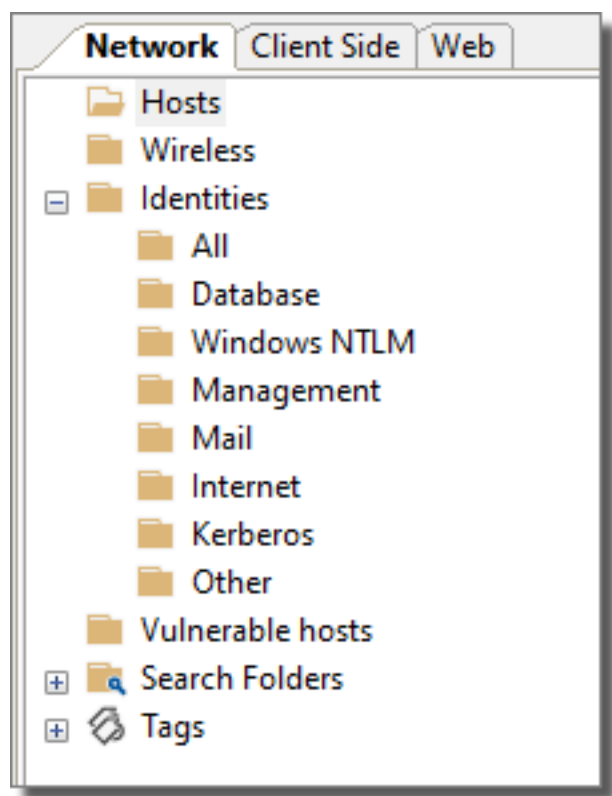 Network Client Side Web
Hosts
Wireless
Identities
All
Database
Windows NTLM
Management
Mail
Internet
Kerberos
Other
Vulnerable hosts
Search Folders
Tags